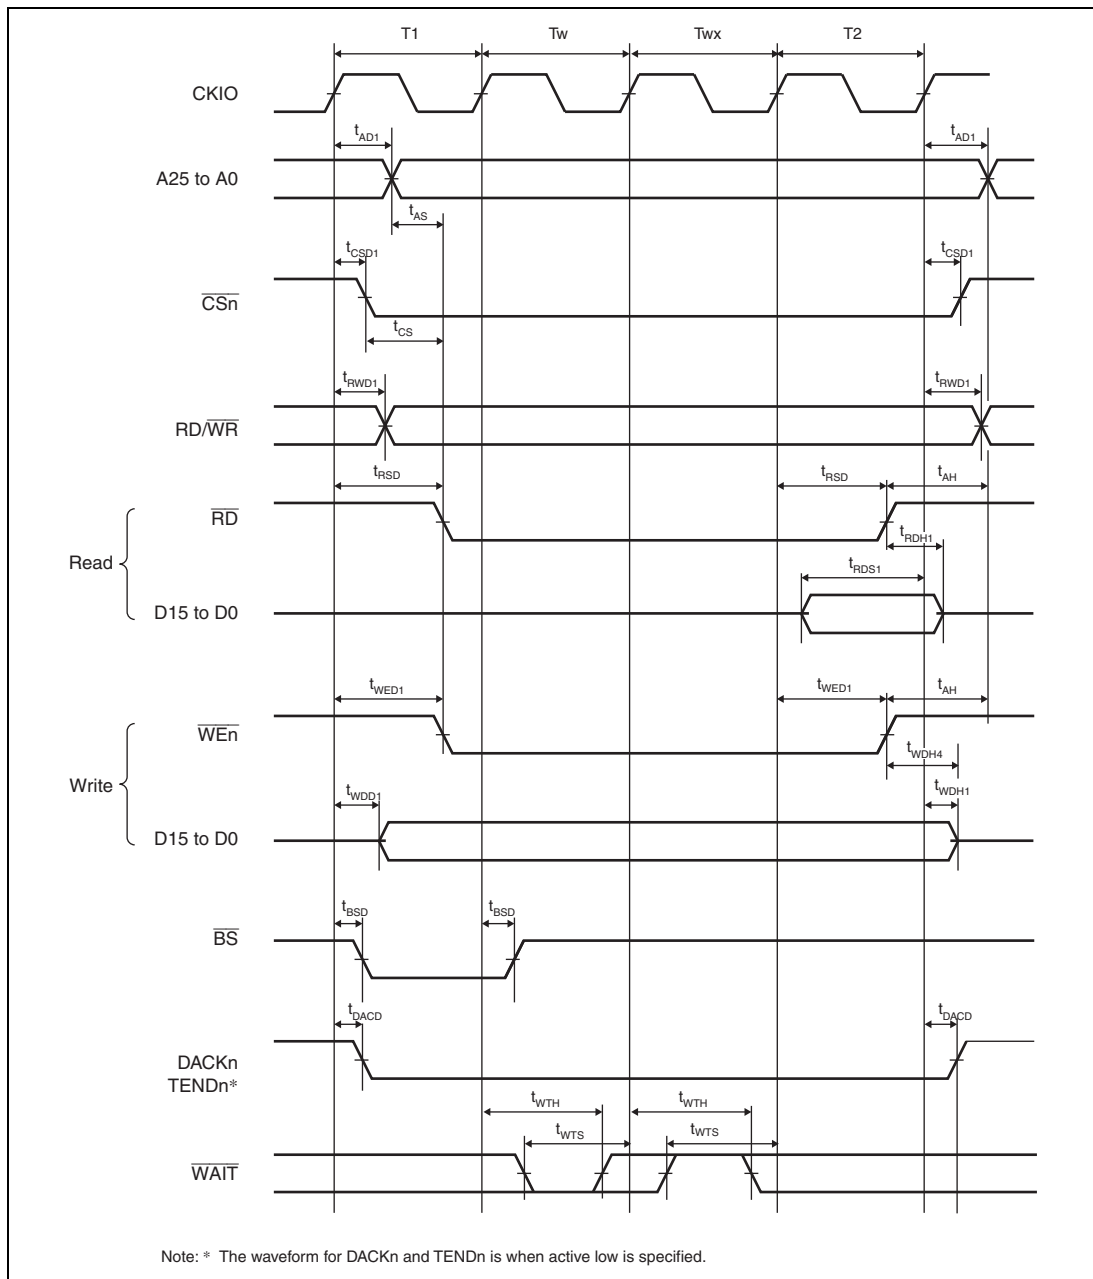 T1 Tw Twx T2
CKIO
tAD1 tAD1
A25 to A0
tAS
tCSD1 tCSD1
CSn
tCS
tRWD1 tRWD1
RD/WR
tRSD tRSD tAH
RD
tRDH1
Read
tRDS1
D15 to D0
tWED1 tWED1 tAH
WEn
tWDH4
Write
tWDD1 tWDH1
D15 to D0
tBSD tBSD
BS
tDACD tDACD
DACKn
TENDn*
tWTH tWTH
tWTS tWTS
WAIT
Note: * The waveform for DACKn and TENDn is when active low is specified.